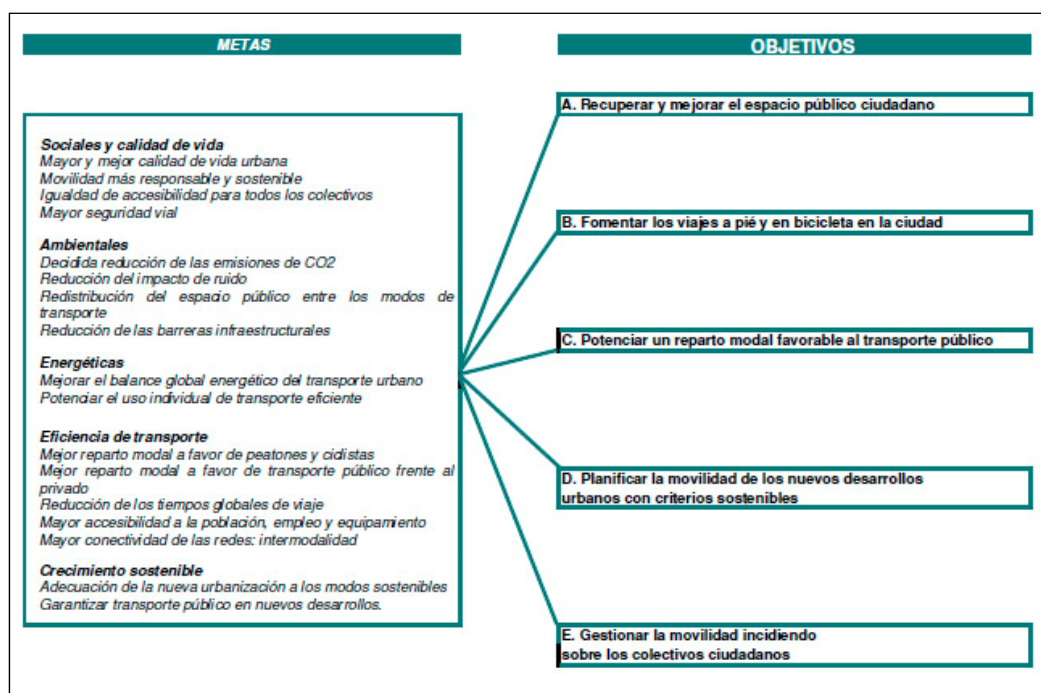 METAS
OBJETIVOS
Sociales y calidad de vida
Mayor y mejor calidad de vida urbana
Movilidad más responsable y sostenible
Igualdad de accesibilidad para todos los colectivos
Mayor seguridad vial
Ambientales
Decidida reducción de las emisiones de CO2
Reducción del impacto de ruido
Redistribución del espacio público entre los modos de
transporte
Reducción de las barreras infraestructurales
Energéticas
Mejorar el balance global energético del transporte urbano
Potenciar el uso individual de transporte eficiente
Eficiencia de transporte
Mejor reparto modal a favor de peatones y ciclistas
Mejor reparto modal a favor de transporte público frente al
privado
Reducción de los tiempos globales de viaje
Mayor accesibilidad a la población, empleo y equipamiento
Mayor conectividad de las redes: intermodalidad
Crecimiento sostenible
Adecuación de la nueva urbanización a los modos sostenibles
Garantizar transporte público en nuevos desarrollos.
A. Recuperar y mejorar el espacio público ciudadano
B. Fomentar los viajes a pié y en bicicleta en la ciudad
C. Potenciar un reparto modal favorable al transporte público
D. Planificar la movilidad de los nuevos desarrollos
urbanos con criterios sostenibles
E. Gestionar la movilidad incidiendo
sobre los colectivos ciudadanos